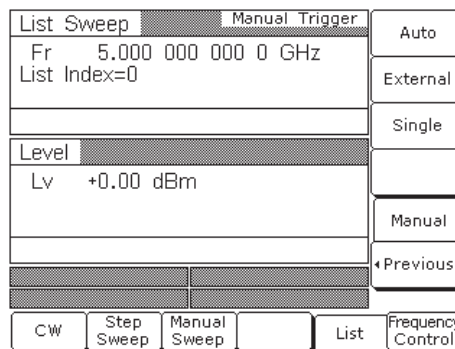 List Sweep Manual Trigger
Fr 5.000 000 000 0 GHz
List Index=0
Level
Lv +0.00 dBm
Auto
External
Single
Manual
Previous
CW
Step
Sweep
Manual
Sweep
List
Frequency
Control